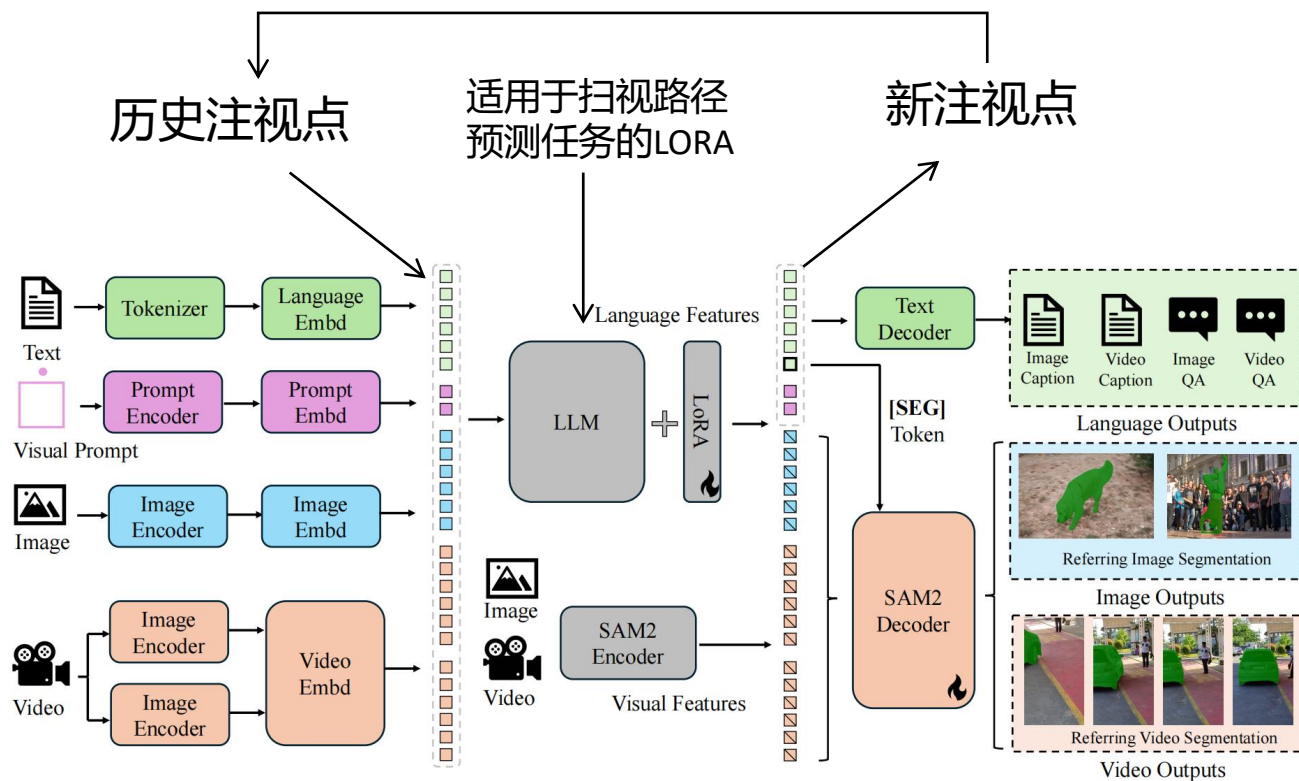 历史注视点
适用于扫视路径
预测任务的LORA
新注视点
Text
Tokenizer
Language
Embd
Visual Prompt
Prompt
Encoder
Prompt
Embd
Image
Image
Encoder
Image
Embd
Video
Image
Encoder
Image
Encoder
Video
Embd
Language Features
LLM
LoRA
Image
Video
SAM2
Encoder
Visual Features
Text
Decoder
[SEG]
Token
SAM2
Decoder
Image
Caption
Video
Caption
Image
QA
Video
QA
Language Outputs
Referring Image Segmentation
Image Outputs
Referring Video Segmentation
Video Outputs